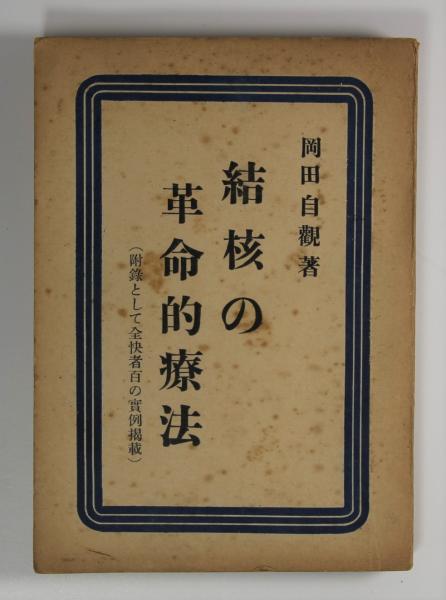 岡田自觀著
結核の
革命的療法
（附錄として全快者百の實例揭載）